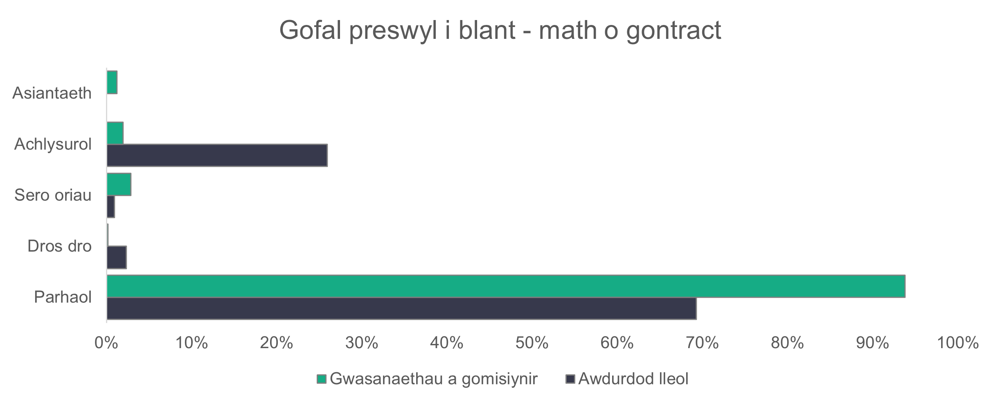 Gofal preswyl i blant - math o gontract
Asiantaeth
Achlysurol
Sero oriau
Dros dro
Parhaol
0% 10% 20% 30% 40% 50% 60% 70% 80% 90% 100%
Gwasanaethau a gomisiynir Awdurdod lleol